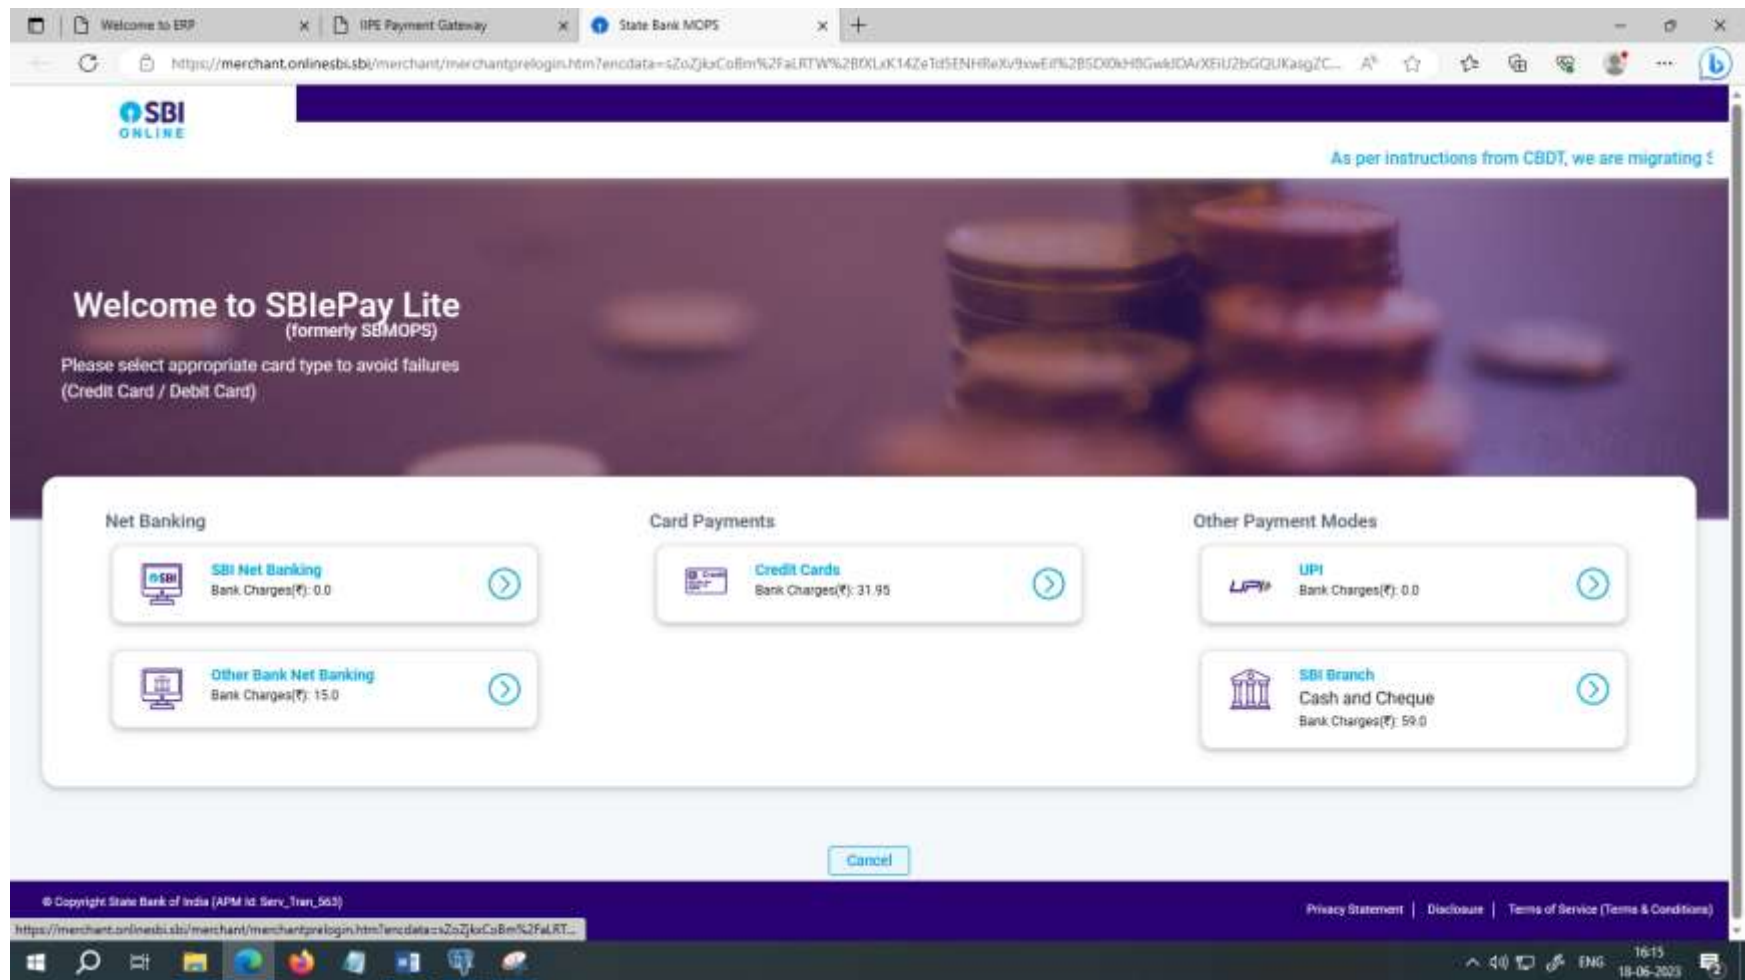 Welcome to ERP
IIPE Payment Gateway
State Bank MOPS
SBI
ONLINE
As per instructions from CBDT, we are migrating S
Welcome to SBIePay Lite
(formerly SBMOPS)
Please select appropriate card type to avoid failures
(Credit Card / Debit Card)
Net Banking
Card Payments
Other Payment Modes
SBI Net Banking
Bank Charges(₹): 0.0
Credit Cards
Bank Charges(₹): 31.95
UPI
Bank Charges(₹): 0.0
Other Bank Net Banking
Bank Charges(₹): 15.0
SBI Branch
Cash and Cheque
Bank Charges(₹): 59.0
Cancel
© Copyright State Bank of India (APM Id: Serv_Tran_563)
Privacy Statement | Disclosure | Terms of Service (Terms & Conditions)
ENG
16:15
18-06-2023